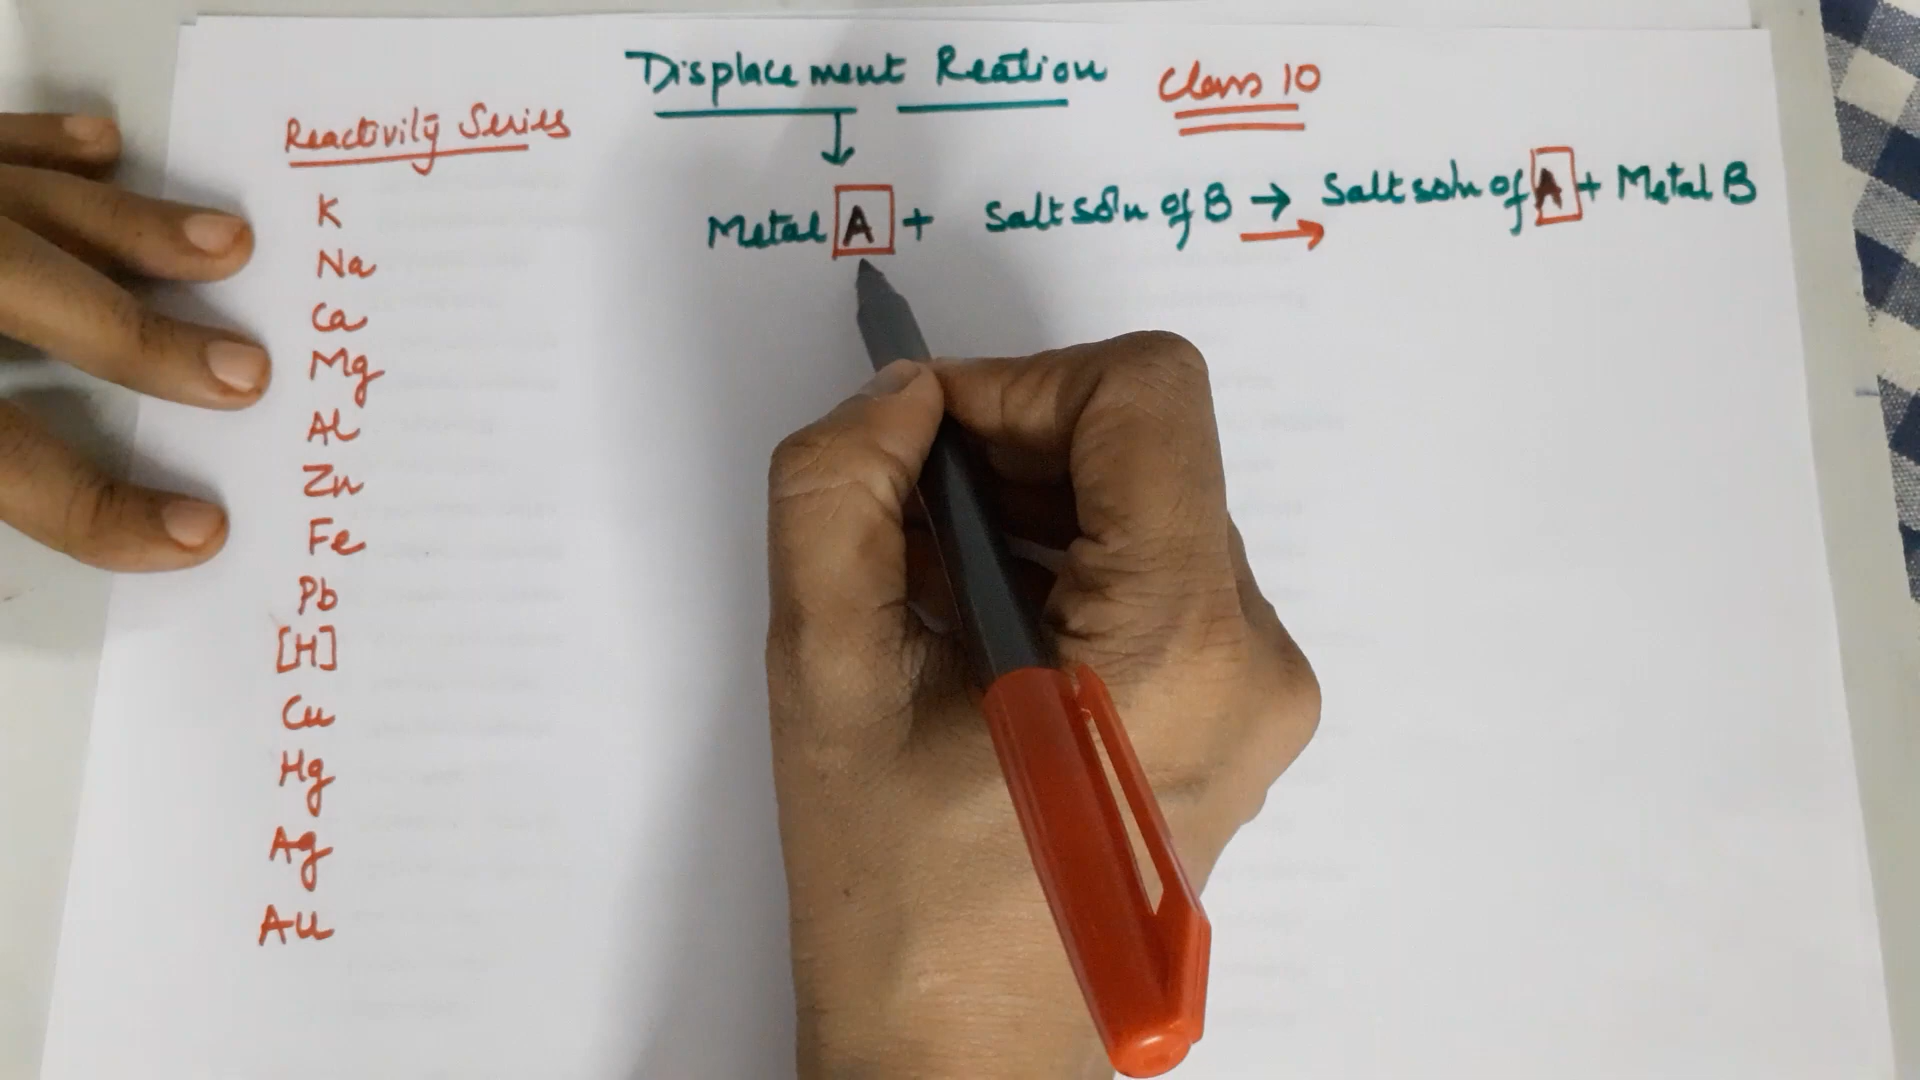 Displacement Reation Class 10
Metal A + Salt soln of B → Salt soln of A + Metal B
Reactivity Series
K
Na
Ca
Mg
Al
Zn
Fe
Pb
[H]
Cu
Hg
Ag
Au